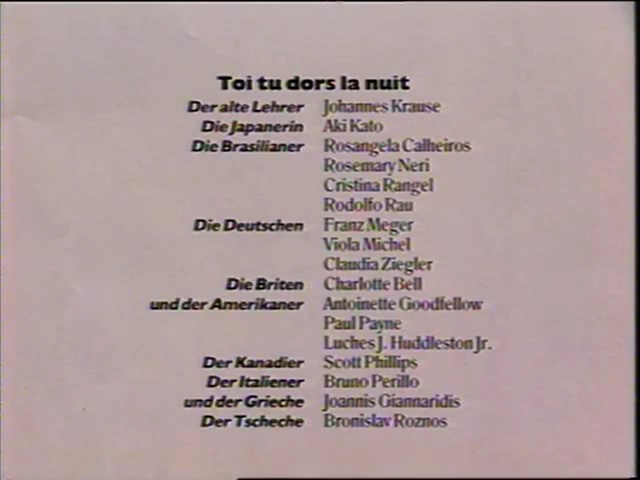 Toi tu dors la nuit
Der alte Lehrer Johannes Krause
Die Japanerin Aki Kato
Die Brasilianer Rosangela Calheiros
Rosemary Neri
Cristina Rangel
Rodolfo Rau
Die Deutschen Franz Meger
Viola Michel
Claudia Ziegler
Die Briten Charlotte Bell
und der Amerikaner Antoinette Goodfellow
Paul Payne
Luches J. Huddleston Jr.
Der Kanadier Scott Phillips
Der Italiener Bruno Perillo
und der Grieche Joannis Giannaridis
Der Tscheche Bronislav Roznos